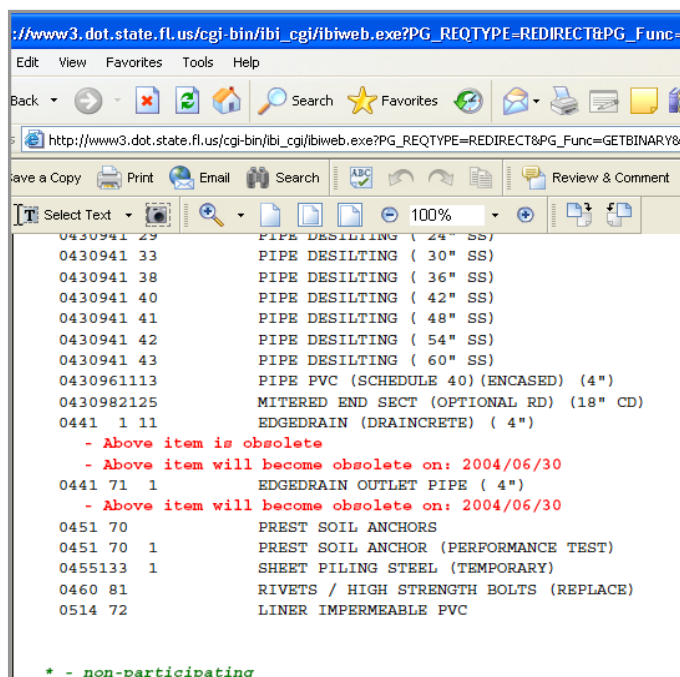 ://www3.dot.state.fl.us/cgi-bin/ibi_cgi/ibiweb.exe?PG_REQTYPE=REDIRECT&PG_Func=
Edit View Favorites Tools Help
Back Search Favorites
http://www3.dot.state.fl.us/cgi-bin/ibi_cgi/ibiweb.exe?PG_REQTYPE=REDIRECT&PG_Func=GETBINARY&
ave a Copy Print Email Search ABC Review & Comment
T Select Text 100%
0430941 29 PIPE DESILTING ( 24" SS)
0430941 33 PIPE DESILTING ( 30" SS)
0430941 38 PIPE DESILTING ( 36" SS)
0430941 40 PIPE DESILTING ( 42" SS)
0430941 41 PIPE DESILTING ( 48" SS)
0430941 42 PIPE DESILTING ( 54" SS)
0430941 43 PIPE DESILTING ( 60" SS)
0430961113 PIPE PVC (SCHEDULE 40)(ENCASED) (4")
0430982125 MITERED END SECT (OPTIONAL RD) (18" CD)
0441 1 11 EDGEDRAIN (DRAINCRETE) ( 4")
- Above item is obsolete
- Above item will become obsolete on: 2004/06/30
0441 71 1 EDGEDRAIN OUTLET PIPE ( 4")
- Above item will become obsolete on: 2004/06/30
0451 70 PREST SOIL ANCHORS
0451 70 1 PREST SOIL ANCHOR (PERFORMANCE TEST)
0455133 1 SHEET PILING STEEL (TEMPORARY)
0460 81 RIVETS / HIGH STRENGTH BOLTS (REPLACE)
0514 72 LINER IMPERMEABLE PVC
* - non-participating